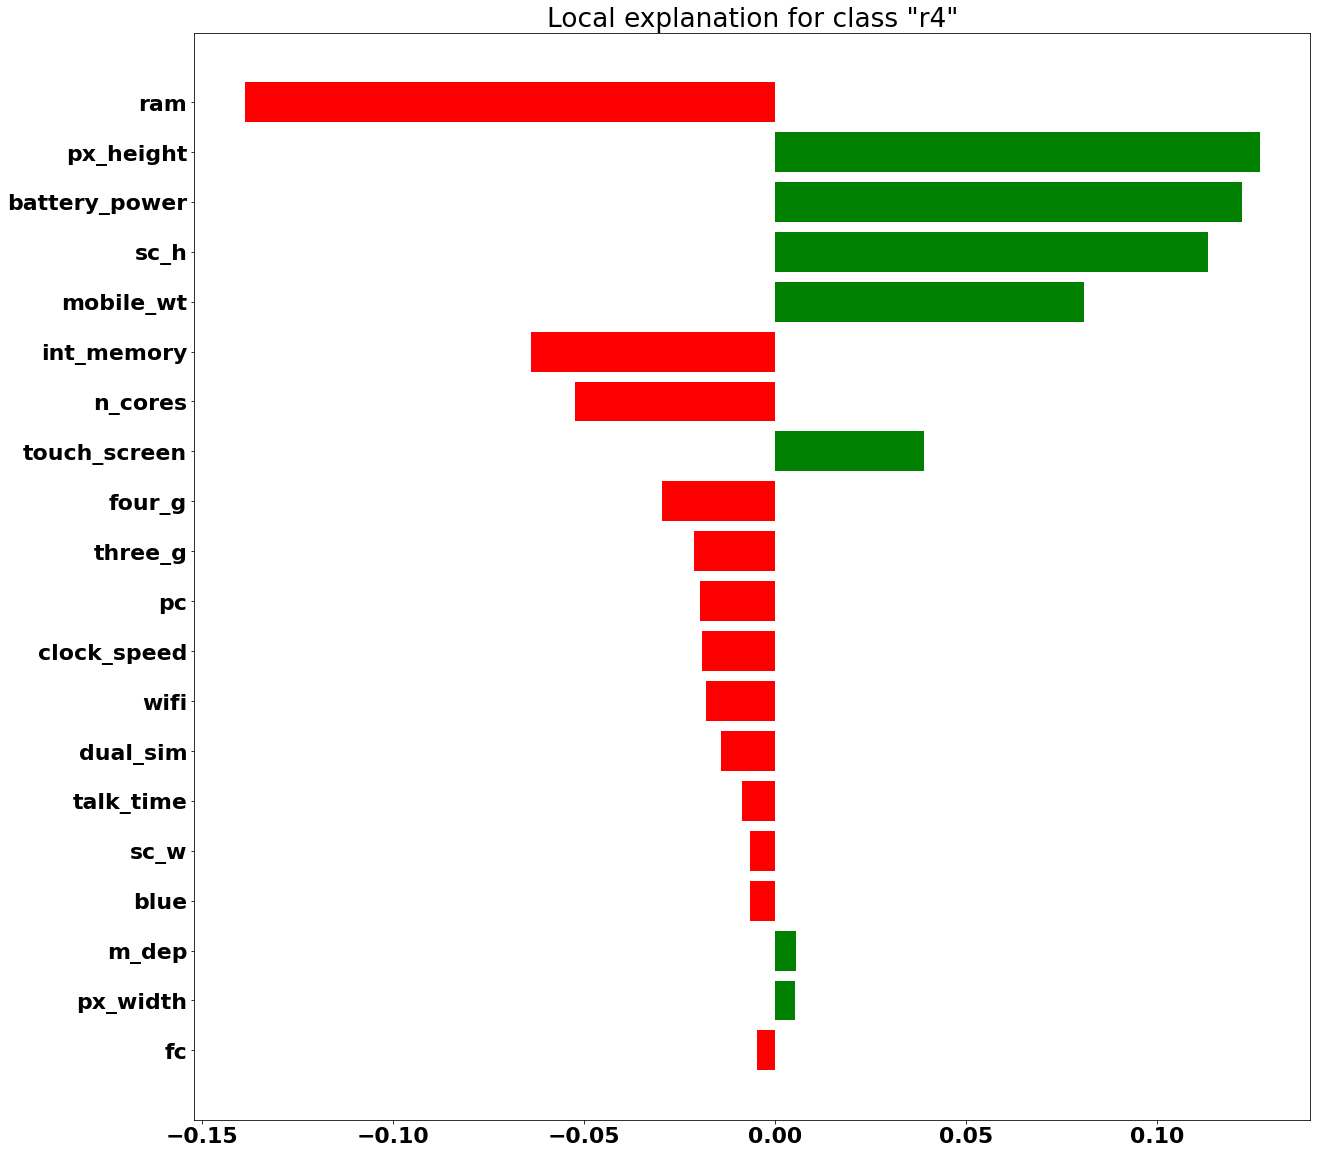 Local explanation for class "r4"
ram
px_height
battery_power
sc_h
mobile_wt
int_memory
n_cores
touch_screen
four_g
three_g
pc
clock_speed
wifi
dual_sim
talk_time
sc_w
blue
m_dep
px_width
fc
−0.15 −0.10 −0.05 0.00 0.05 0.10